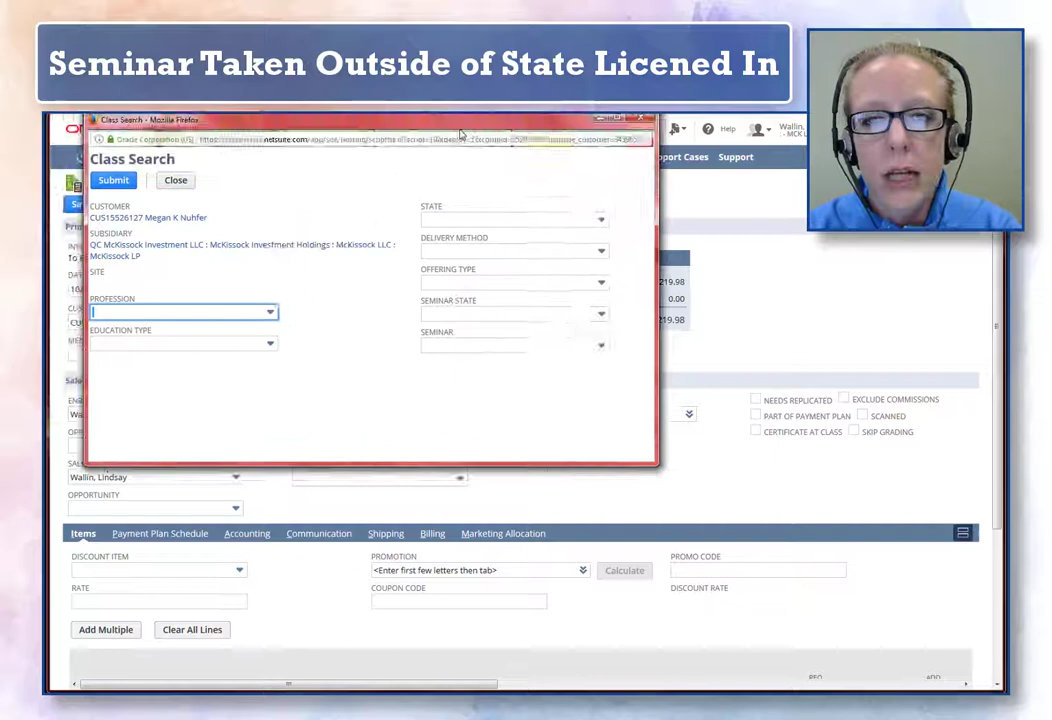 Seminar Taken Outside of State Licened In
Class Search - Mozilla Firefox
Help
Wallin,
- MCK L
port Cases Support
Class Search
Submit Close
CUSTOMER
CUS15526127 Megan K Nuhfer
SUBSIDIARY
QC McKissock Investment LLC : McKissock Investment Holdings : McKissock LLC :
McKissock LP
SITE
PROFESSION
EDUCATION TYPE
STATE
DELIVERY METHOD
OFFERING TYPE
SEMINAR STATE
SEMINAR
219.98
0.00
219.98
NEEDS REPLICATED EXCLUDE COMMISSIONS
PART OF PAYMENT PLAN SCANNED
CERTIFICATE AT CLASS SKIP GRADING
Wallin, Lindsay
OPPORTUNITY
Items Payment Plan Schedule Accounting Communication Shipping Billing Marketing Allocation
DISCOUNT ITEM PROMOTION PROMO CODE
<Enter first few letters then tab> Calculate
RATE COUPON CODE DISCOUNT RATE
Add Multiple Clear All Lines